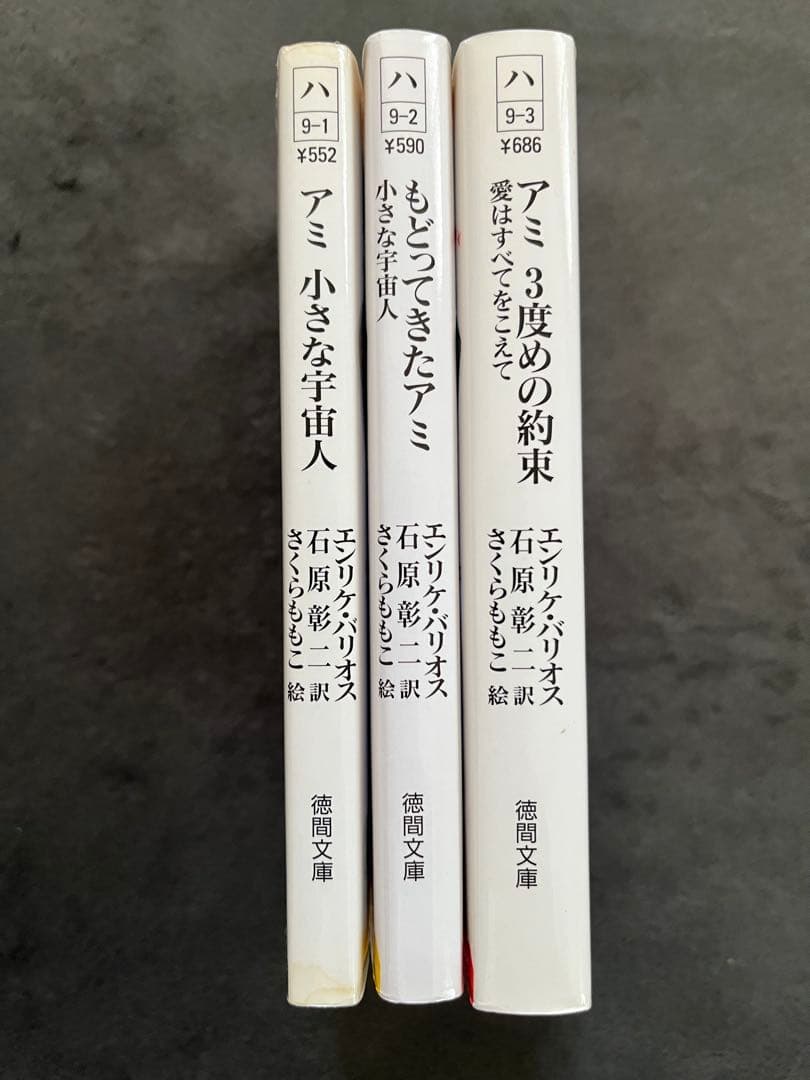 ハ
9-1
¥552
アミ 小さな宇宙人
エンリケ・バリオス
石原彰二 訳
さくらももこ 絵
徳間文庫
ハ
9-2
¥590
もどってきたアミ
小さな宇宙人
エンリケ・バリオス
石原彰二 訳
さくらももこ 絵
徳間文庫
ハ
9-3
¥686
アミ 3度めの約束
愛はすべてをこえて
エンリケ・バリオス
石原彰二 訳
さくらももこ 絵
徳間文庫